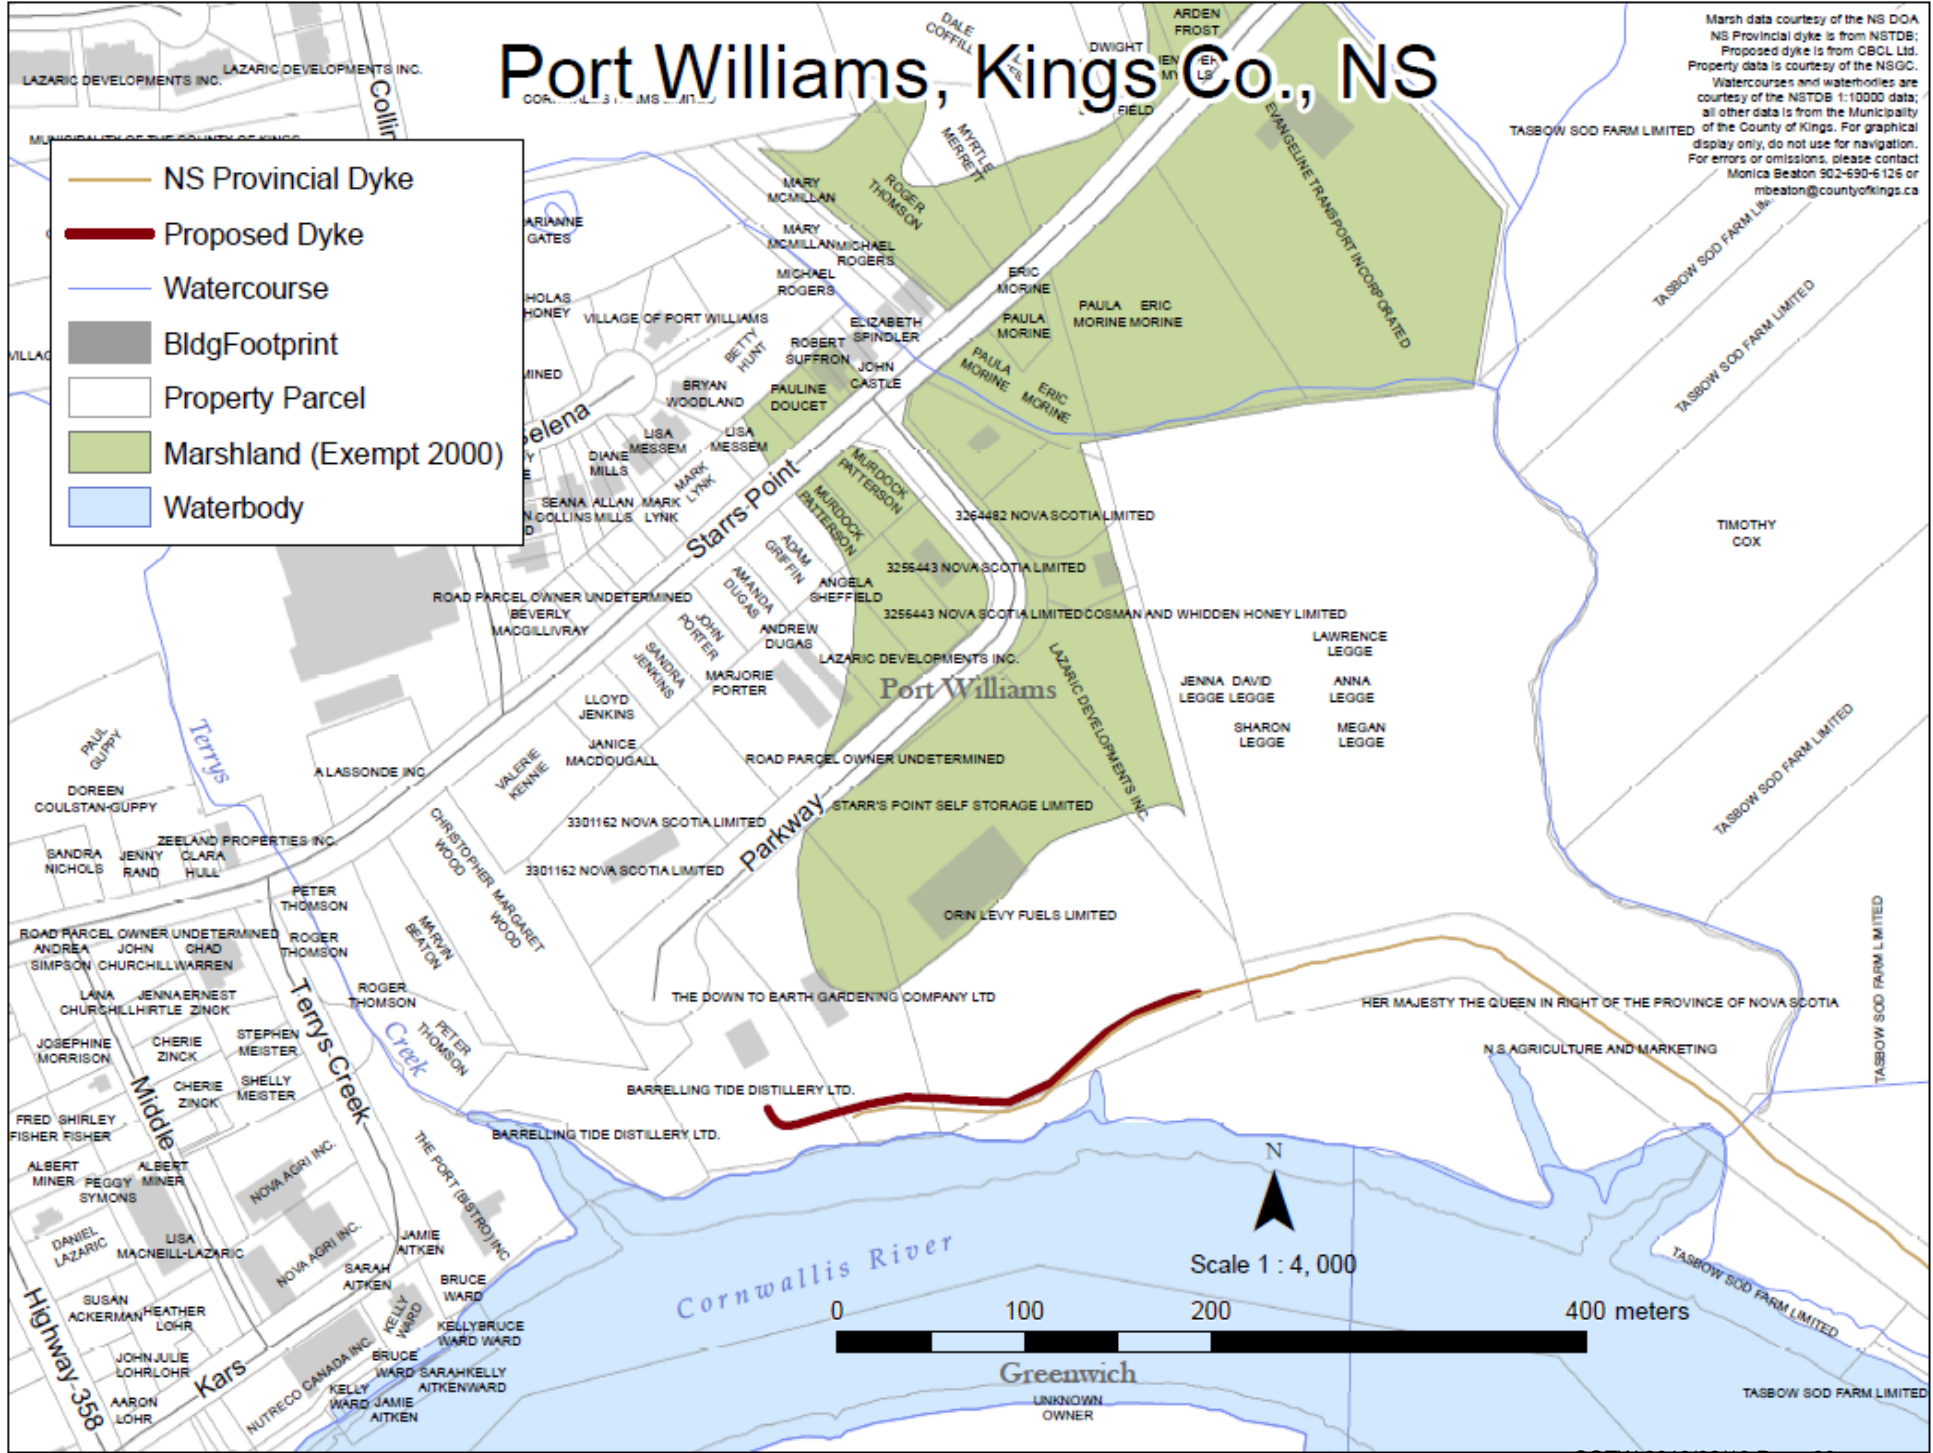 Port Williams, Kings Co., NS
Marsh data courtesy of the NS DOA
NS Provincial dyke is from NSTDB;
Proposed dyke is from CBCL Ltd.
Property data is courtesy of the NSGC.
Watercourses and waterbodies are
courtesy of the NSTDB 1:10000 data;
all other data is from the Municipality
of the County of Kings. For graphical
display only, do not use for navigation.
For errors or omissions, please contact
Monica Beaton 902-690-6126 or
mbeaton@countyofkings.ca
NS Provincial Dyke
Proposed Dyke
Watercourse
BldgFootprint
Property Parcel
Marshland (Exempt 2000)
Waterbody
LAZARIC DEVELOPMENTS INC.
LAZARIC DEVELOPMENTS INC.
MUNICIPALITY OF THE COUNTY OF KINGS
DALE
COFFILL
DWIGHT
FIELD
ARDEN
FROST
MYRTLE
MERRETT
ROGER
THOMSON
EVANGELINE TRANSPORT INCORPORATED
TASBOW SOD FARM LIMITED
TASBOW SOD FARM LIM
TASBOW SOD FARM LIMITED
MARY
MCMILLAN
MARY
MCMILLAN
MICHAEL
ROGERS
MICHAEL
ROGERS
GATES
VILLAGE OF PORT WILLIAMS
BETTY
HUNT
ROBERT
SUFFRON
ELIZABETH
SPINDLER
JOHN
CASTLE
ERIC
MORINE
PAULA
MORINE
PAULA
MORINE
ERIC
MORINE
PAULA
MORINE
ERIC
MORINE
BRYAN
WOODLAND
PAULINE
DOUCET
LISA
MESSEM
LISA
MESSEM
DIANE
MILLS
MARK
LYNK
SEANA
COLLINS
ALLAN
MILLS
MARK
LYNK
Selena
Starrs-Point
MURDOCK
PATTERSON
MURDOCK
PATTERSON
ADAM
GRIFFIN
AMANDA
DUGAS
ANGELA
SHEFFIELD
3264482 NOVA SCOTIA LIMITED
3256443 NOVA SCOTIA LIMITED
3256443 NOVA SCOTIA LIMITED
COSMAN AND WHIDDEN HONEY LIMITED
TIMOTHY
COX
ROAD PARCEL OWNER UNDETERMINED
BEVERLY
MACGILLIVRAY
JOHN
PORTER
ANDREW
DUGAS
SANDRA
JENKINS
MARJORIE
PORTER
LAZARIC DEVELOPMENTS INC.
Port Williams
LAZARIC DEVELOPMENTS INC.
LAWRENCE
LEGGE
JENNA
LEGGE
DAVID
LEGGE
ANNA
LEGGE
SHARON
LEGGE
MEGAN
LEGGE
LLOYD
JENKINS
JANICE
MACDOUGALL
ROAD PARCEL OWNER UNDETERMINED
TASBOW SOD FARM LIMITED
PAUL
GUPPY
Terrys
A LASSONDE INC
VALERIE
KENNIE
DOREEN
COULSTAN-GUPPY
STARR'S POINT SELF STORAGE LIMITED
3301162 NOVA SCOTIA LIMITED
Parkway
ZEELAND PROPERTIES INC.
SANDRA
NICHOLS
JENNY
RAND
CLARA
HULL
CHRISTOPHER
WOOD
3301162 NOVA SCOTIA LIMITED
PETER
THOMSON
MARGARET
WOOD
MARVIN
BEATON
ORIN LEVY FUELS LIMITED
TASBOW SOD FARM LIMITED
ROAD PARCEL OWNER UNDETERMINED
ROGER
THOMSON
ANDREA
SIMPSON
JOHN
CHURCHILL
CHAD
WARREN
LANA
CHURCHILL
JENNA
HIRTLE
ERNEST
ZINCK
ROGER
THOMSON
THE DOWN TO EARTH GARDENING COMPANY LTD
HER MAJESTY THE QUEEN IN RIGHT OF THE PROVINCE OF NOVA SCOTIA
N S AGRICULTURE AND MARKETING
JOSEPHINE
MORRISON
CHERIE
ZINCK
STEPHEN
MEISTER
Terrys-Creek
Creek
PETER
THOMSON
CHERIE
ZINCK
SHELLY
MEISTER
Middle
BARRELLING TIDE DISTILLERY LTD.
BARRELLING TIDE DISTILLERY LTD.
FRED
FISHER
SHIRLEY
FISHER
ALBERT
MINER
PEGGY
SYMONS
ALBERT
MINER
NOVA AGRI INC.
THE PORT (BISTRO) INC
DANIEL
LAZARIC
LISA
MACNEILL-LAZARIC
NOVA AGRI INC.
JAMIE
AITKEN
SARAH
AITKEN
BRUCE
WARD
Cornwallis River
N
Scale 1 : 4, 000
0 100 200 400 meters
Greenwich
UNKNOWN
OWNER
TASBOW SOD FARM LIMITED
TASBOW SOD FARM LIMITED
Highway-358
SUSAN
ACKERMAN
HEATHER
LOHR
KELLY
WARD
KELLY
WARD
BRUCE
WARD
JOHN
LOHR
JULIE
LOHR
Kars
NUTRECO CANADA INC.
BRUCE
WARD
SARAH
AITKEN
KELLY
WARD
AARON
LOHR
KELLY
WARD
JAMIE
AITKEN